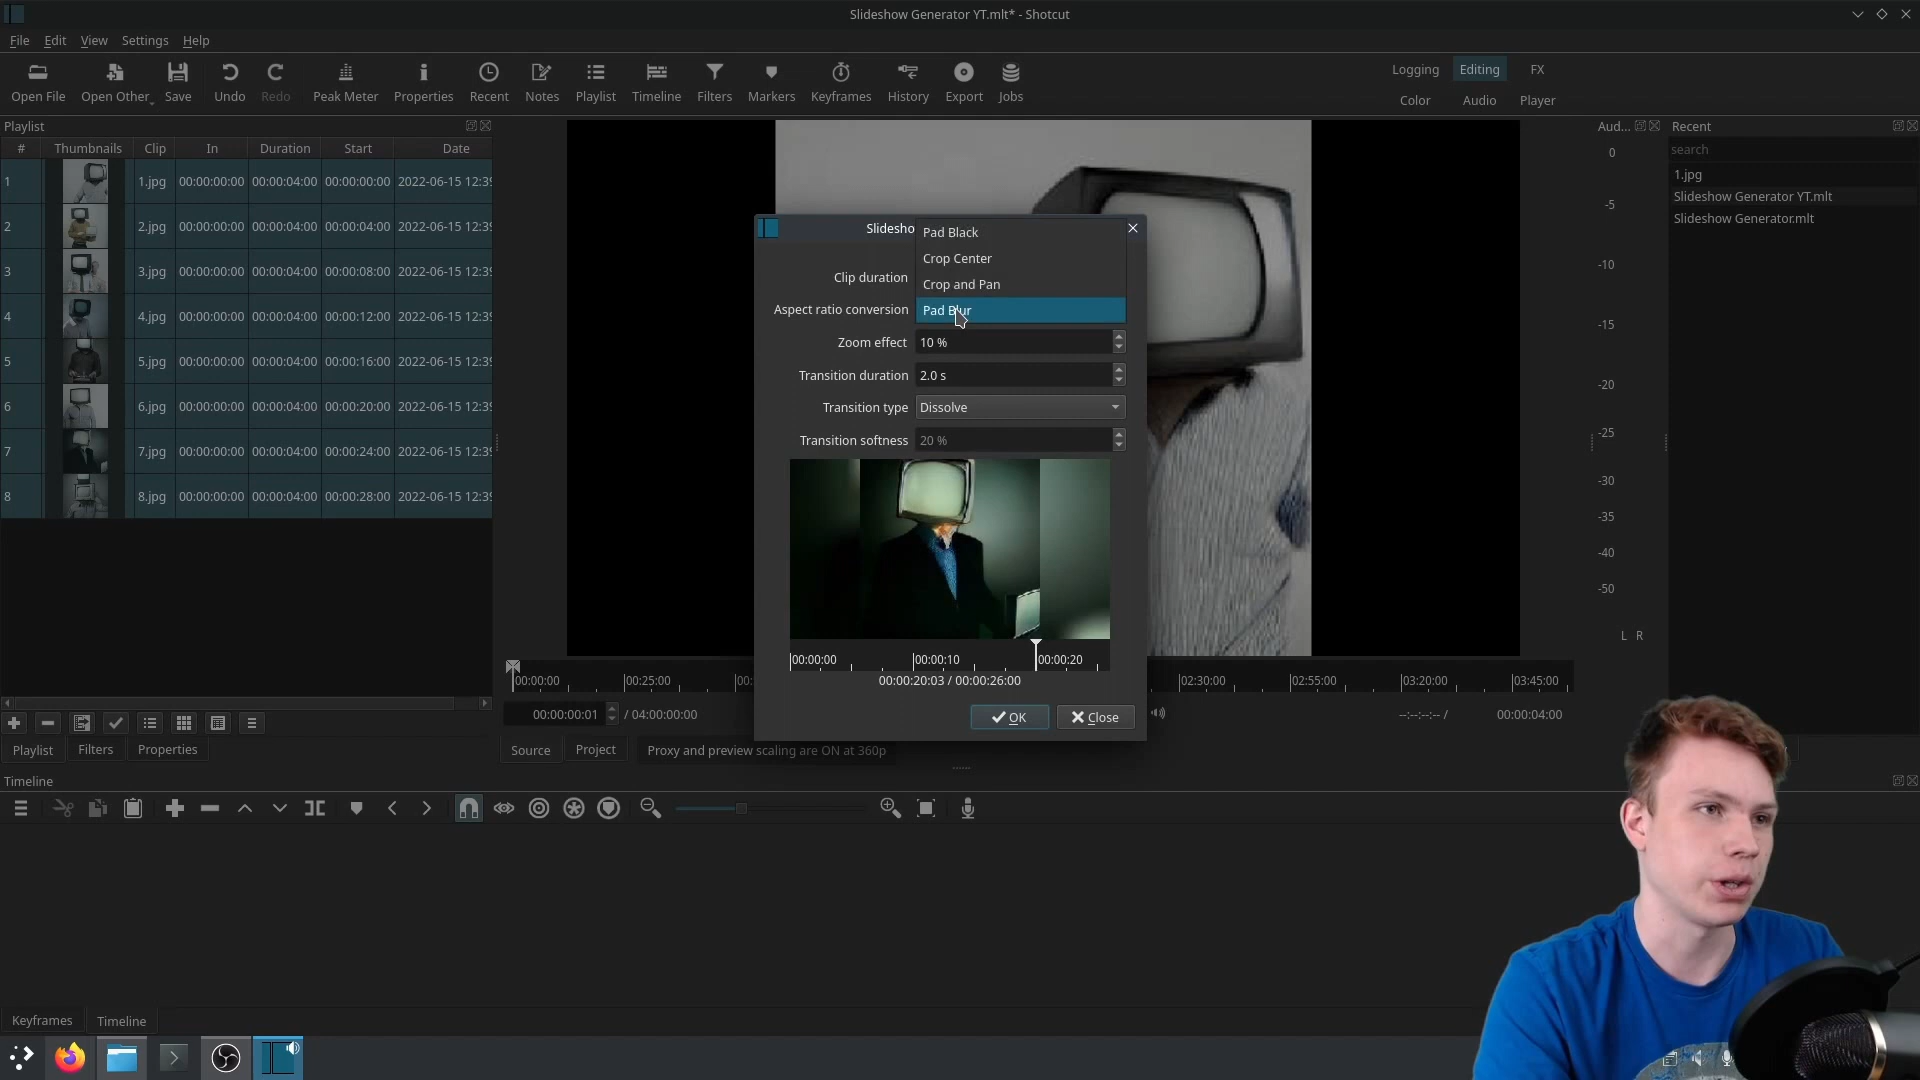 Slideshow Generator YT.mlt* - Shotcut
File Edit View Settings Help
Open File Open Other Save Undo Redo Peak Meter Properties Recent Notes Playlist Timeline Filters Markers Keyframes History Export Jobs
Logging Editing FX
Color Audio Player
Playlist
# Thumbnails Clip In Duration Start Date
1 1.jpg 00:00:00:00 00:00:04:00 00:00:00:00 2022-06-15 12:39
2 2.jpg 00:00:00:00 00:00:04:00 00:00:04:00 2022-06-15 12:39
3 3.jpg 00:00:00:00 00:00:04:00 00:00:08:00 2022-06-15 12:39
4 4.jpg 00:00:00:00 00:00:04:00 00:00:12:00 2022-06-15 12:39
5 5.jpg 00:00:00:00 00:00:04:00 00:00:16:00 2022-06-15 12:39
6 6.jpg 00:00:00:00 00:00:04:00 00:00:20:00 2022-06-15 12:39
7 7.jpg 00:00:00:00 00:00:04:00 00:00:24:00 2022-06-15 12:39
8 8.jpg 00:00:00:00 00:00:04:00 00:00:28:00 2022-06-15 12:39
Playlist Filters Properties
Slidesho
Pad Black
Crop Center
Crop and Pan
Pad Blur
Clip duration
Aspect ratio conversion
Zoom effect 10 %
Transition duration 2.0 s
Transition type Dissolve
Transition softness 20 %
00:00:00 00:00:10 00:00:20
00:00:20:03 / 00:00:26:00
OK Close
00:00:00 00:25:00 00: 02:30:00 02:55:00 03:20:00 03:45:00
00:00:00:01 / 04:00:00:00
--:--:--:-- / 00:00:04:00
Source Project Proxy and preview scaling are ON at 360p
Aud...
0
-5
-10
-15
-20
-25
-30
-35
-40
-50
L R
Recent
search
1.jpg
Slideshow Generator YT.mlt
Slideshow Generator.mlt
Timeline
Keyframes Timeline